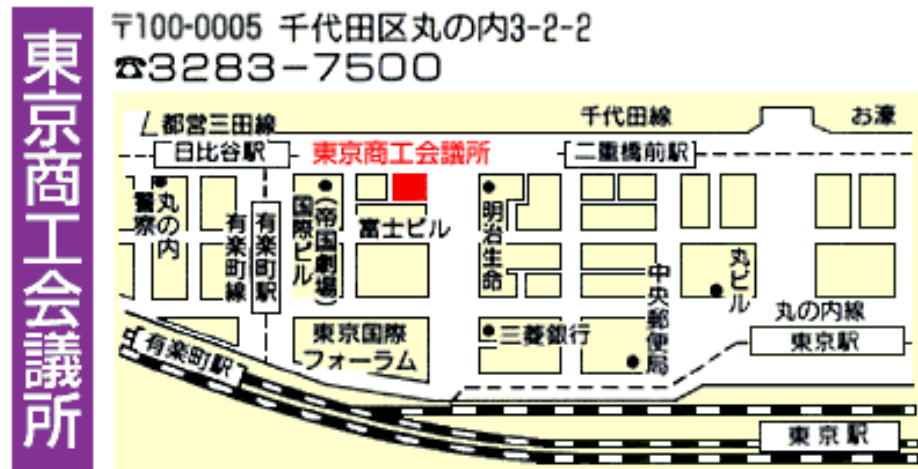 東京商工会議所
〒100-0005 千代田区丸の内3-2-2
☎3283-7500
都営三田線
千代田線
お濠
日比谷駅
東京商工会議所
二重橋前駅
丸の内
警察
有楽町線
有楽町駅
国際ビル
(帝国劇場)
富士ビル
明治生命
中央郵便局
丸ビル
丸の内線
東京駅
東京国際
フォーラム
三菱銀行
有楽町駅
東京駅